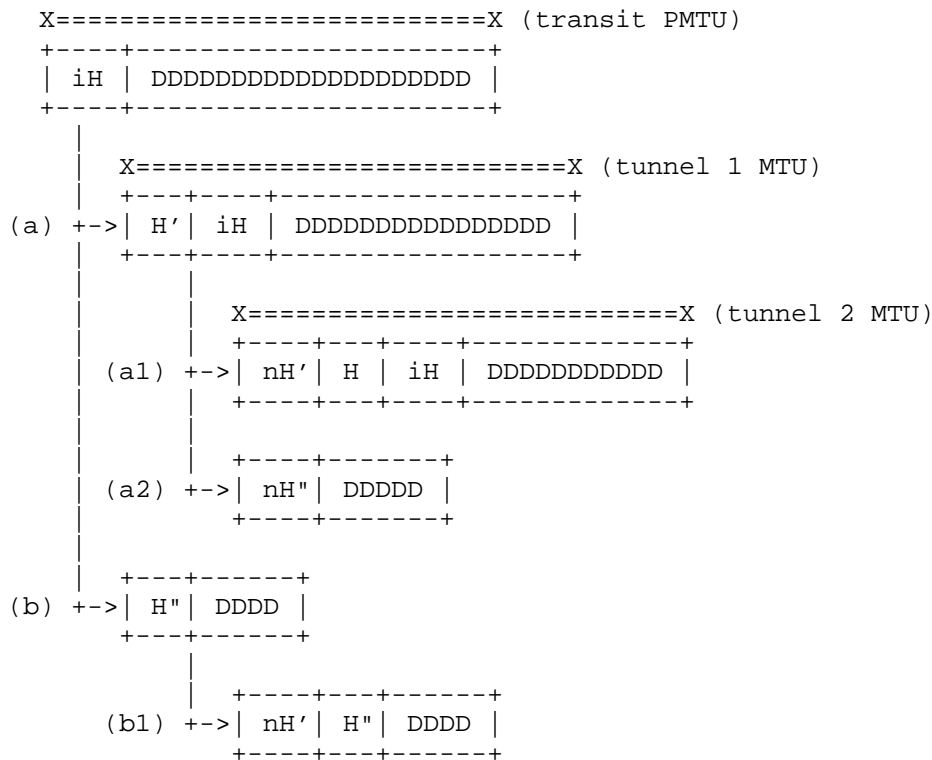 X===========================X (transit PMTU)
+----+----------------------+
| iH | DDDDDDDDDDDDDDDDDDDD |
+----+----------------------+
|
| X===========================X (tunnel 1 MTU)
| +---+----+------------------+
(a) +->| H'| iH | DDDDDDDDDDDDDDDD |
| +---+----+------------------+
| |
| | X===========================X (tunnel 2 MTU)
| | +----+---+----+-------------+
| (a1) +->| nH'| H | iH | DDDDDDDDDDD |
| | +----+---+----+-------------+
| |
| | +----+-------+
| (a2) +->| nH"| DDDDD |
| +----+-------+
|
| +---+------+
(b) +->| H"| DDDD |
+---+------+
|
| +----+---+------+
(b1) +->| nH'| H"| DDDD |
+----+---+------+